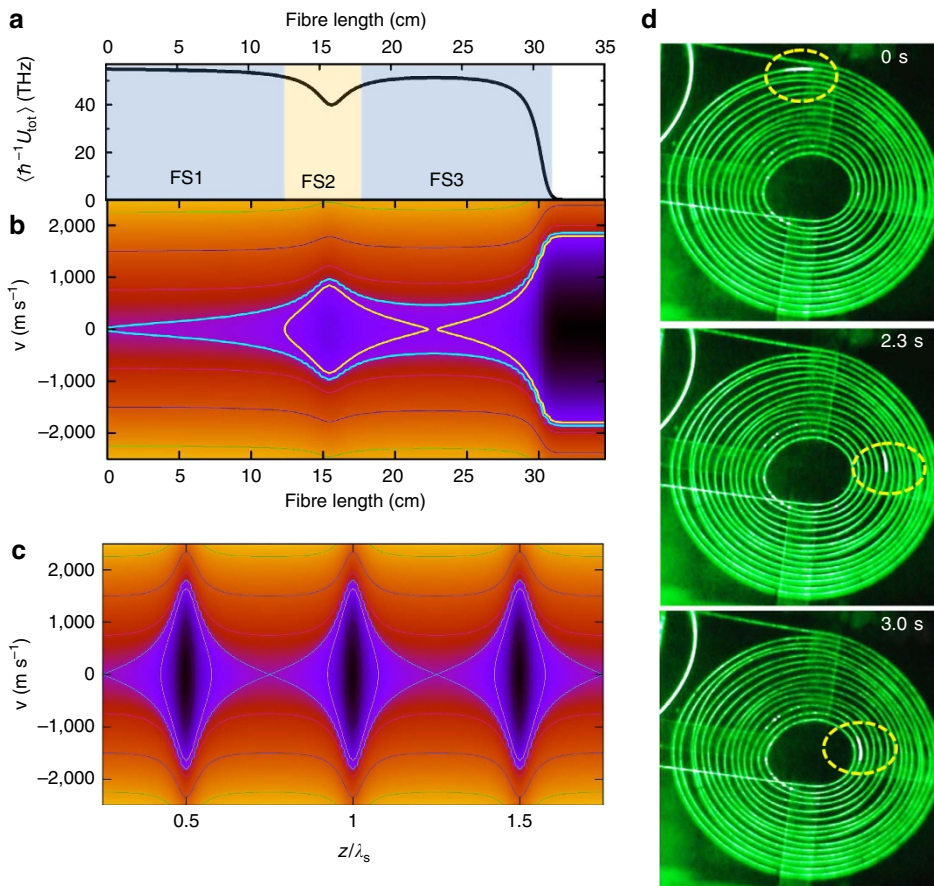 a
Fibre length (cm)
0 5 10 15 20 25 30 35
⟨ℏ⁻¹U_tot⟩ (THz)
40
20
0
FS1 FS2 FS3
b
v (m s⁻¹)
2,000
1,000
0
−1,000
−2,000
0 5 10 15 20 25 30
Fibre length (cm)
c
v (m s⁻¹)
2,000
1,000
0
−1,000
−2,000
0.5 1 1.5
z/λₛ
d
0 s
2.3 s
3.0 s